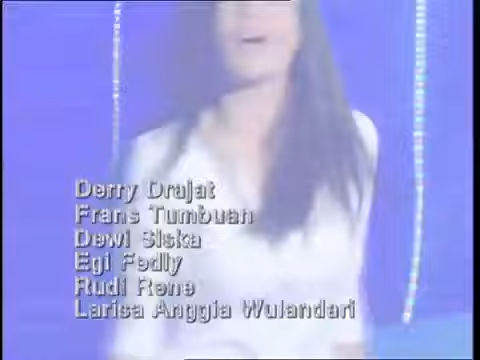 Derry Drajat
Frans Tumbuan
Dewi Siska
Egi Fedly
Rudi Rene
Larisa Anggia Wulandari